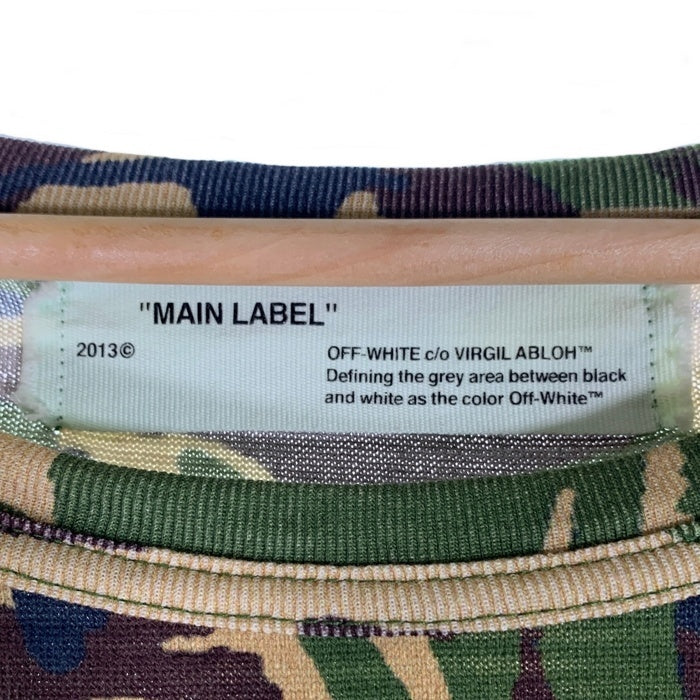 "MAIN LABEL"
2013©
OFF-WHITE c/o VIRGIL ABLOH™
Defining the grey area between black
and white as the color Off-White™